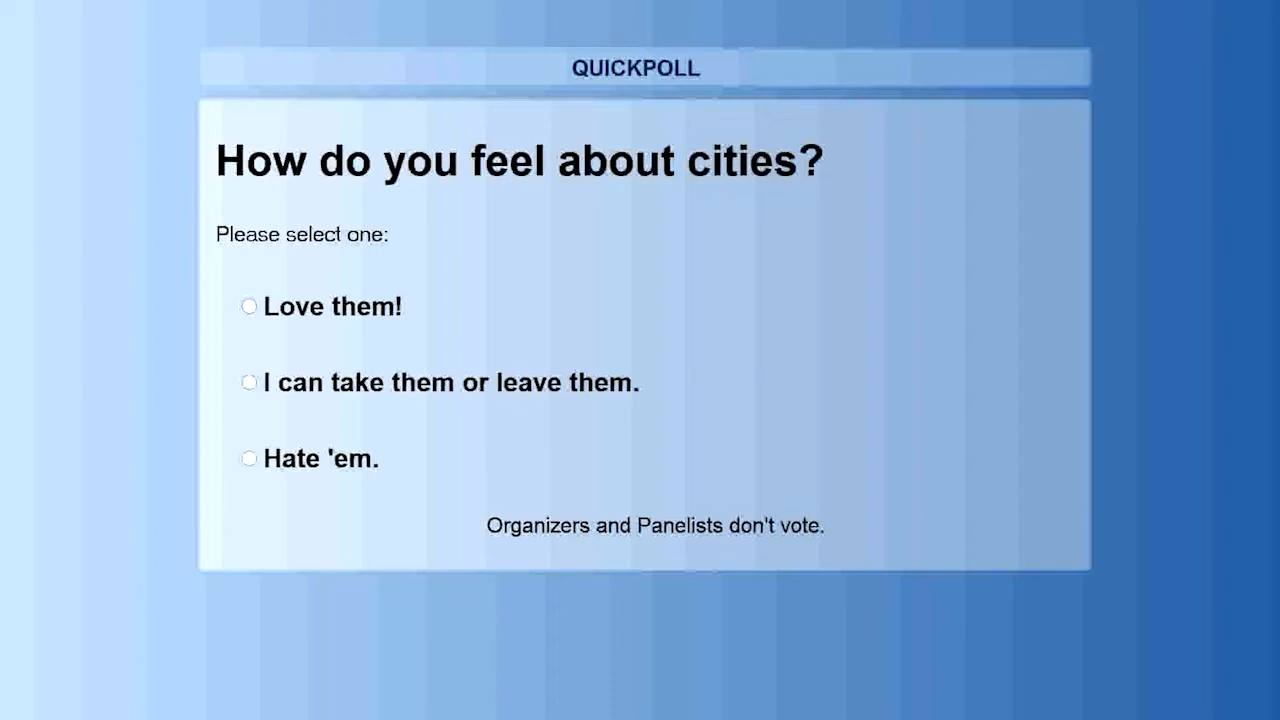 QUICKPOLL
How do you feel about cities?
Please select one:
Love them!
I can take them or leave them.
Hate 'em.
Organizers and Panelists don't vote.